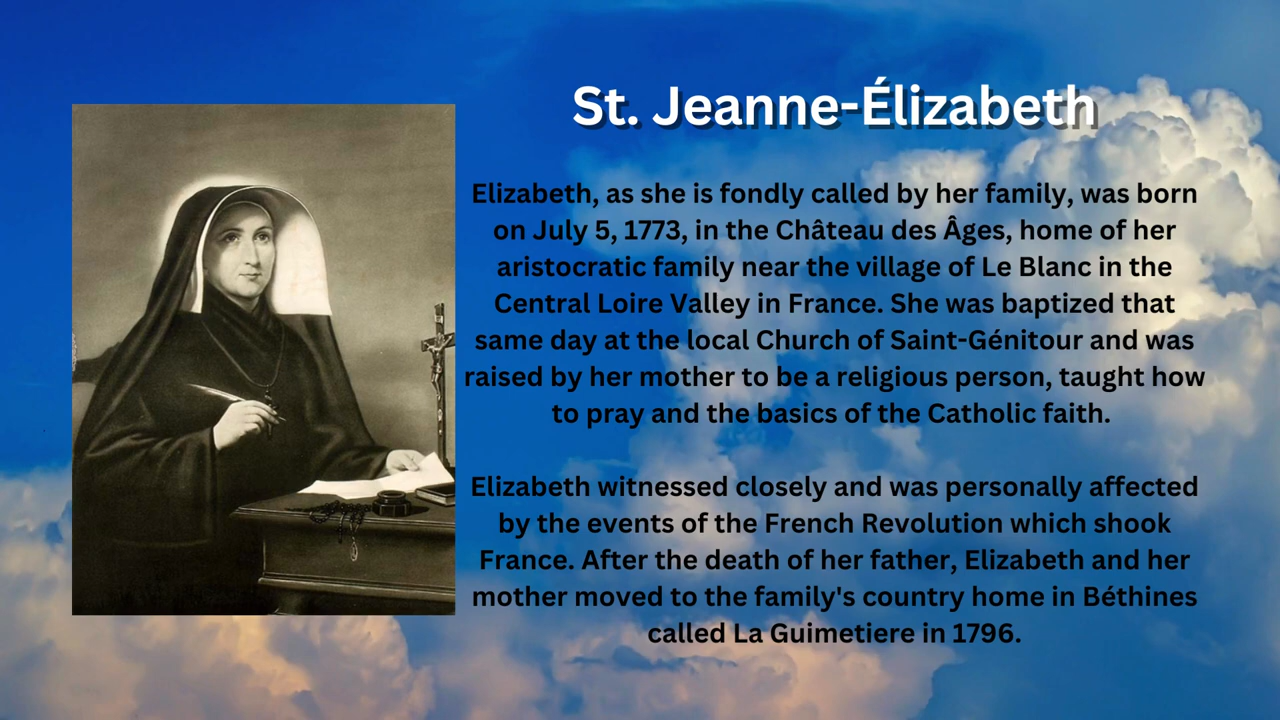 St. Jeanne-Élizabeth
Elizabeth, as she is fondly called by her family, was born
on July 5, 1773, in the Château des Âges, home of her
aristocratic family near the village of Le Blanc in the
Central Loire Valley in France. She was baptized that
same day at the local Church of Saint-Génitour and was
raised by her mother to be a religious person, taught how
to pray and the basics of the Catholic faith.
Elizabeth witnessed closely and was personally affected
by the events of the French Revolution which shook
France. After the death of her father, Elizabeth and her
mother moved to the family's country home in Béthines
called La Guimetiere in 1796.